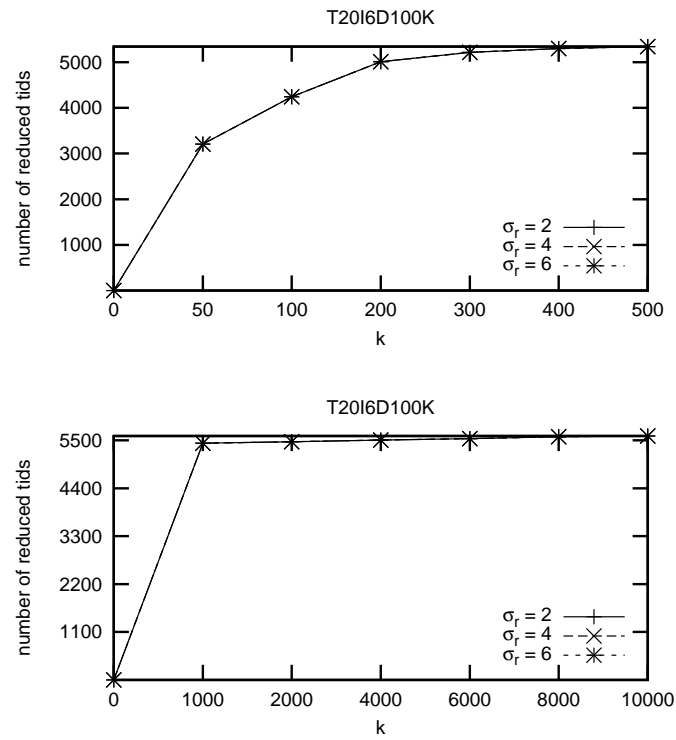 T20I6D100K
number of reduced tids
5000
4000
3000
2000
1000
σr = 2
σr = 4
σr = 6
0 50 100 200 300 400 500
k
T20I6D100K
number of reduced tids
5500
4400
3300
2200
1100
σr = 2
σr = 4
σr = 6
0 1000 2000 4000 6000 8000 10000
k